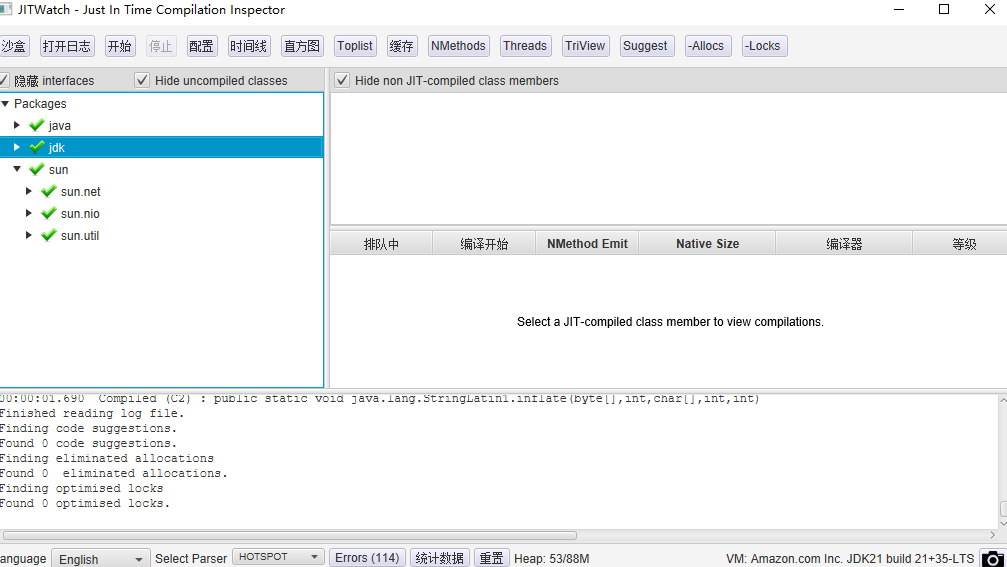 JITWatch - Just In Time Compilation Inspector
沙盒 打开日志 开始 停止 配置 时间线 直方图 Toplist 缓存 NMethods Threads TriView Suggest -Allocs -Locks
隐藏 interfaces Hide uncompiled classes Hide non JIT-compiled class members
Packages
java
jdk
sun
sun.net
sun.nio
sun.util
排队中 编译开始 NMethod Emit Native Size 编译器 等级
Select a JIT-compiled class member to view compilations.
00:00:01.690 Compiled (C2) : public static void java.lang.StringLatin1.inflate(byte[],int,char[],int,int)
Finished reading log file.
Finding code suggestions.
Found 0 code suggestions.
Finding eliminated allocations
Found 0  eliminated allocations.
Finding optimised locks
Found 0 optimised locks.
anguage English Select Parser HOTSPOT Errors (114) 统计数据 重置 Heap: 53/88M VM: Amazon.com Inc. JDK21 build 21+35-LTS